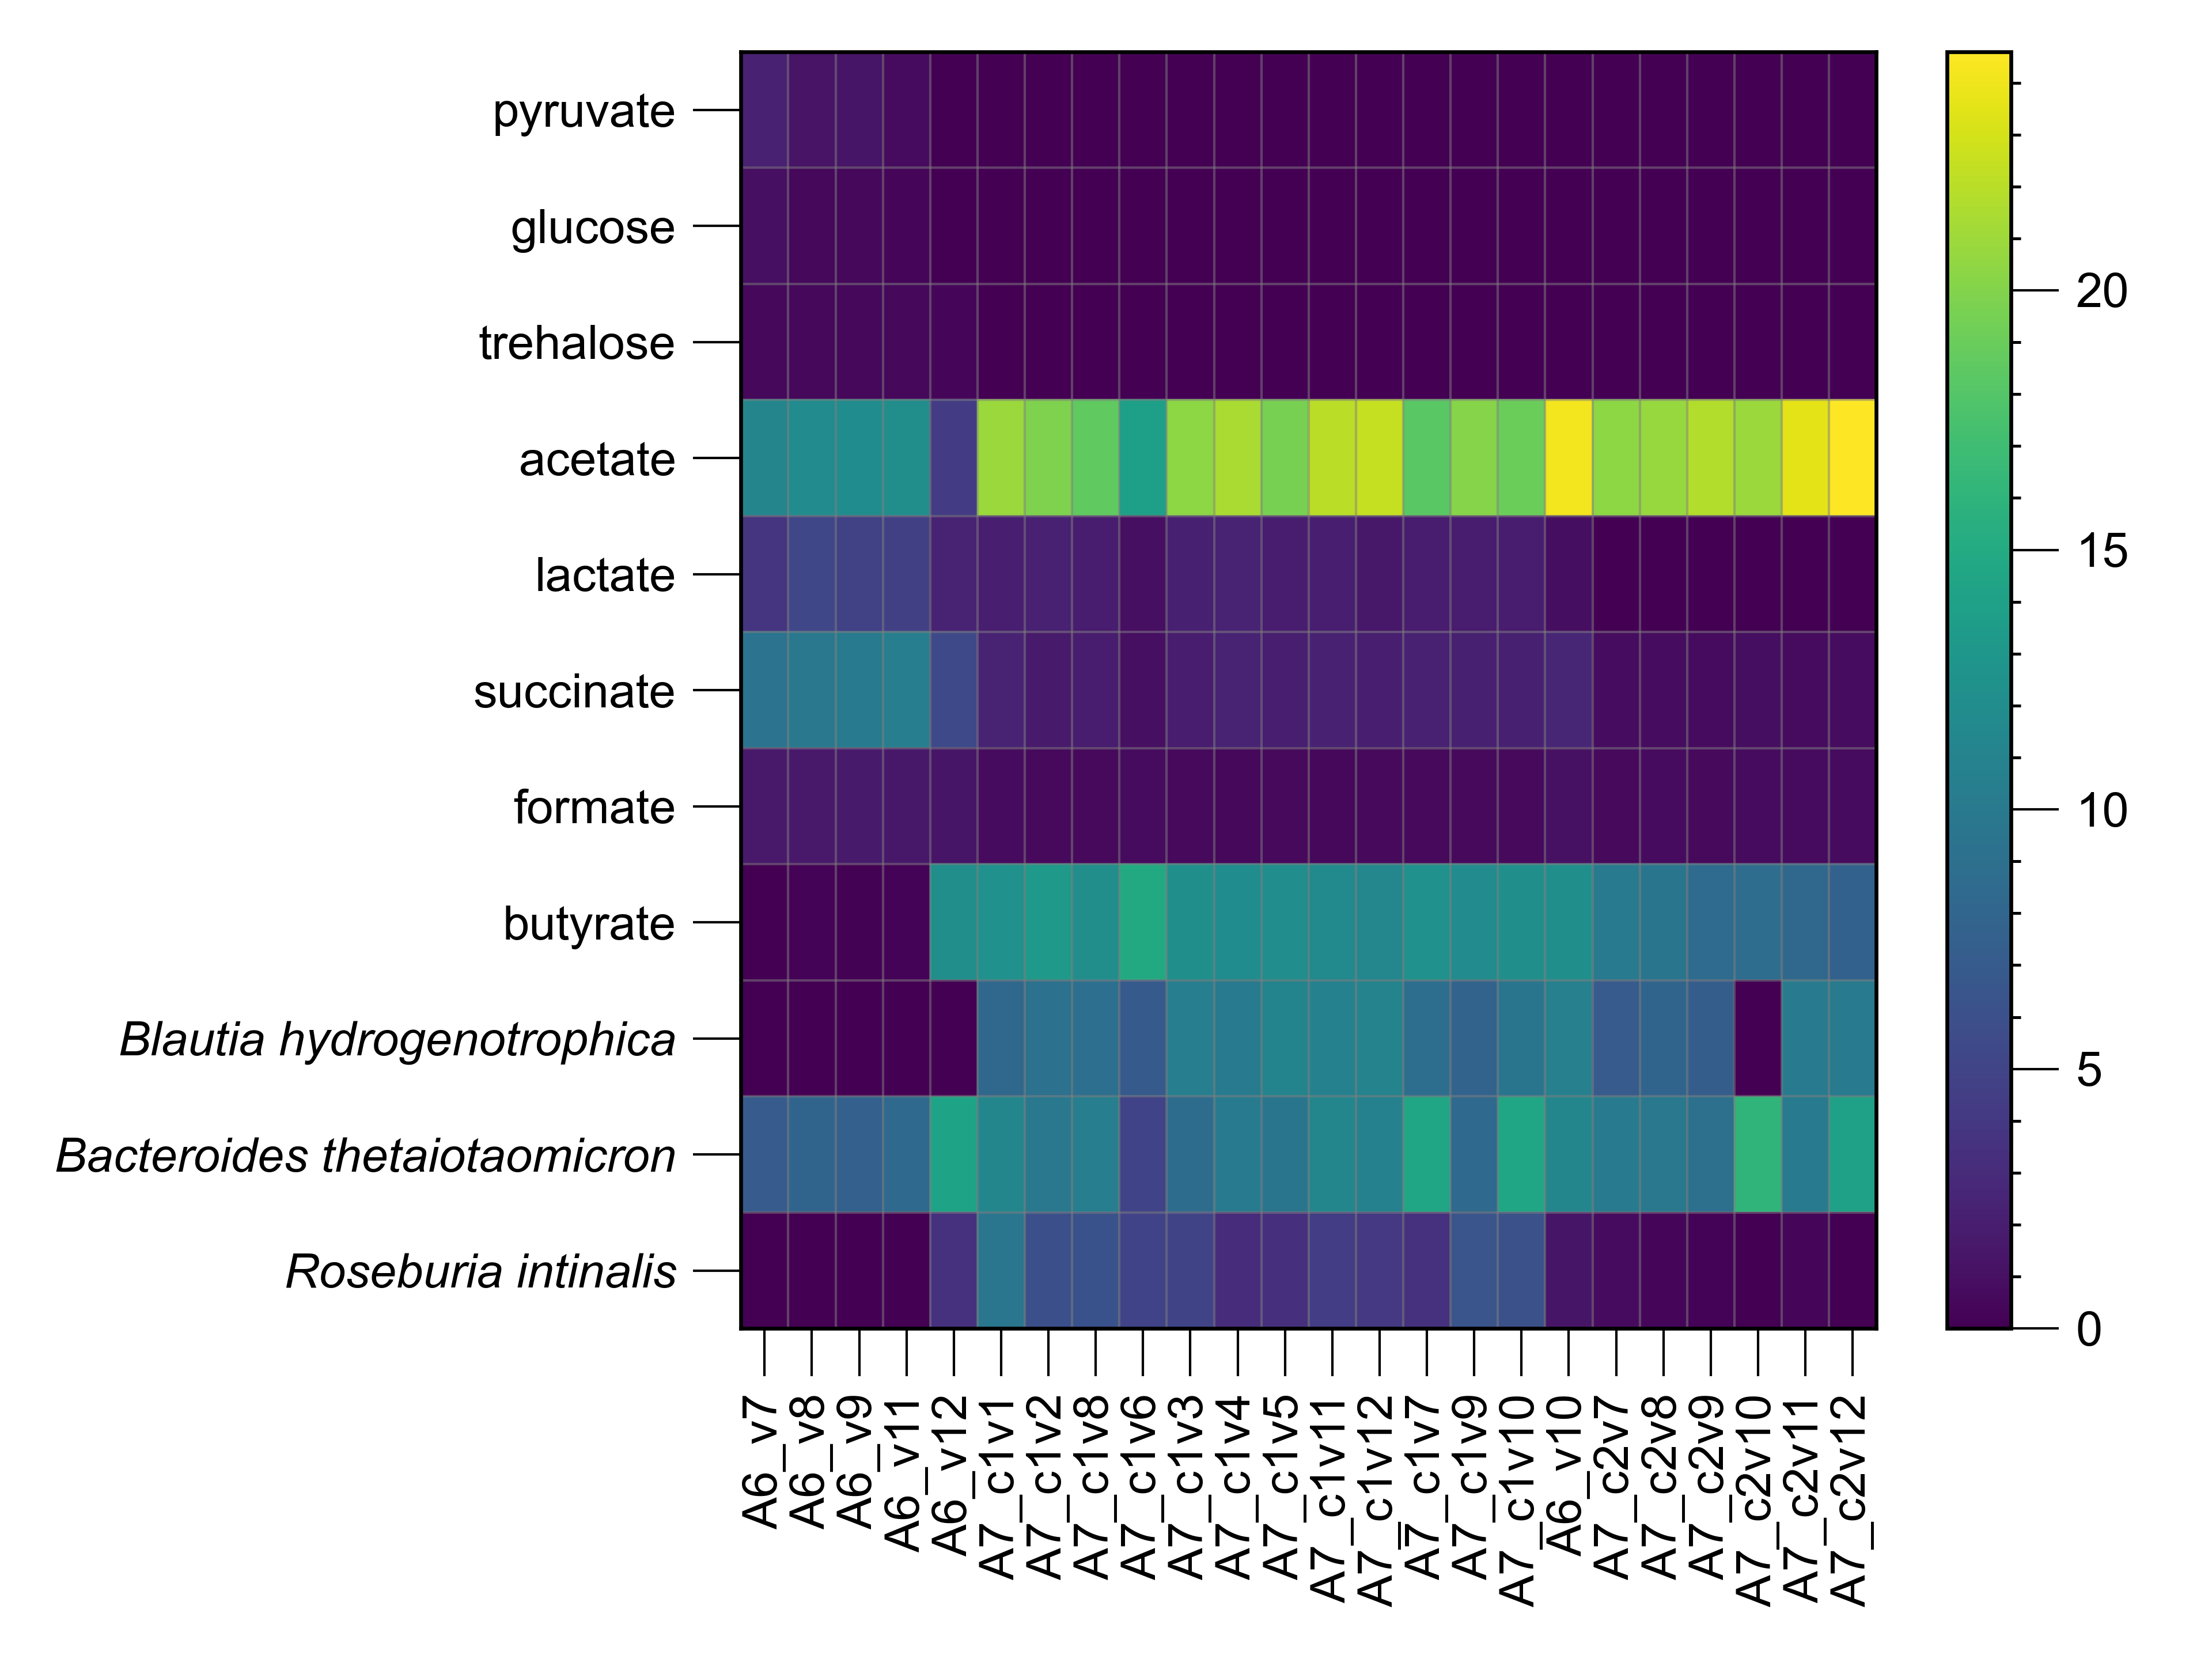 pyruvate
glucose
trehalose
acetate
lactate
succinate
formate
butyrate
Blautia hydrogenotrophica
Bacteroides thetaiotaomicron
Roseburia intinalis
A6_v7
A6_v8
A6_v9
A6_v11
A6_v12
A7_c1v1
A7_c1v2
A7_c1v8
A7_c1v6
A7_c1v3
A7_c1v4
A7_c1v5
A7_c1v11
A7_c1v12
A7_c1v7
A7_c1v9
A7_c1v10
A6_v10
A7_c2v7
A7_c2v8
A7_c2v9
A7_c2v10
A7_c2v11
A7_c2v12
20
15
10
5
0